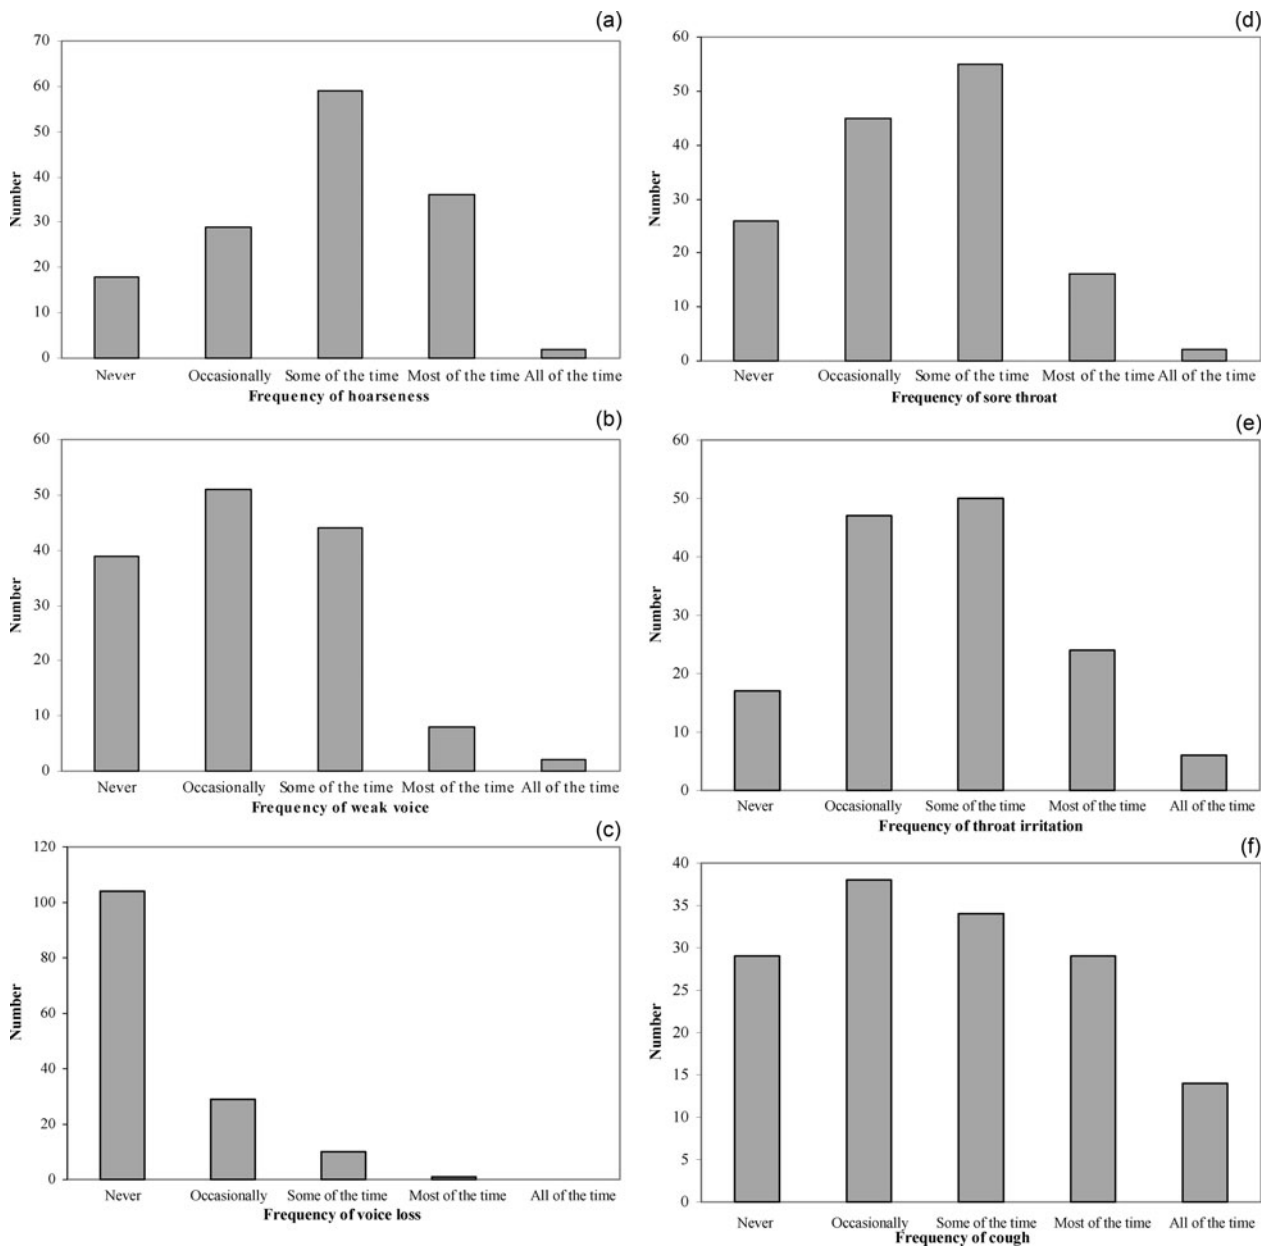 (a)
70
60
50
40
30
20
10
0
Number
Never Occasionally Some of the time Most of the time All of the time
Frequency of hoarseness
(b)
60
50
40
30
20
10
0
Number
Never Occasionally Some of the time Most of the time All of the time
Frequency of weak voice
(c)
120
100
80
60
40
20
0
Number
Never Occasionally Some of the time Most of the time All of the time
Frequency of voice loss
(d)
60
50
40
30
20
10
0
Number
Never Occasionally Some of the time Most of the time All of the time
Frequency of sore throat
(e)
60
50
40
30
20
10
0
Number
Never Occasionally Some of the time Most of the time All of the time
Frequency of throat irritation
(f)
40
35
30
25
20
15
10
5
0
Number
Never Occasionally Some of the time Most of the time All of the time
Frequency of cough